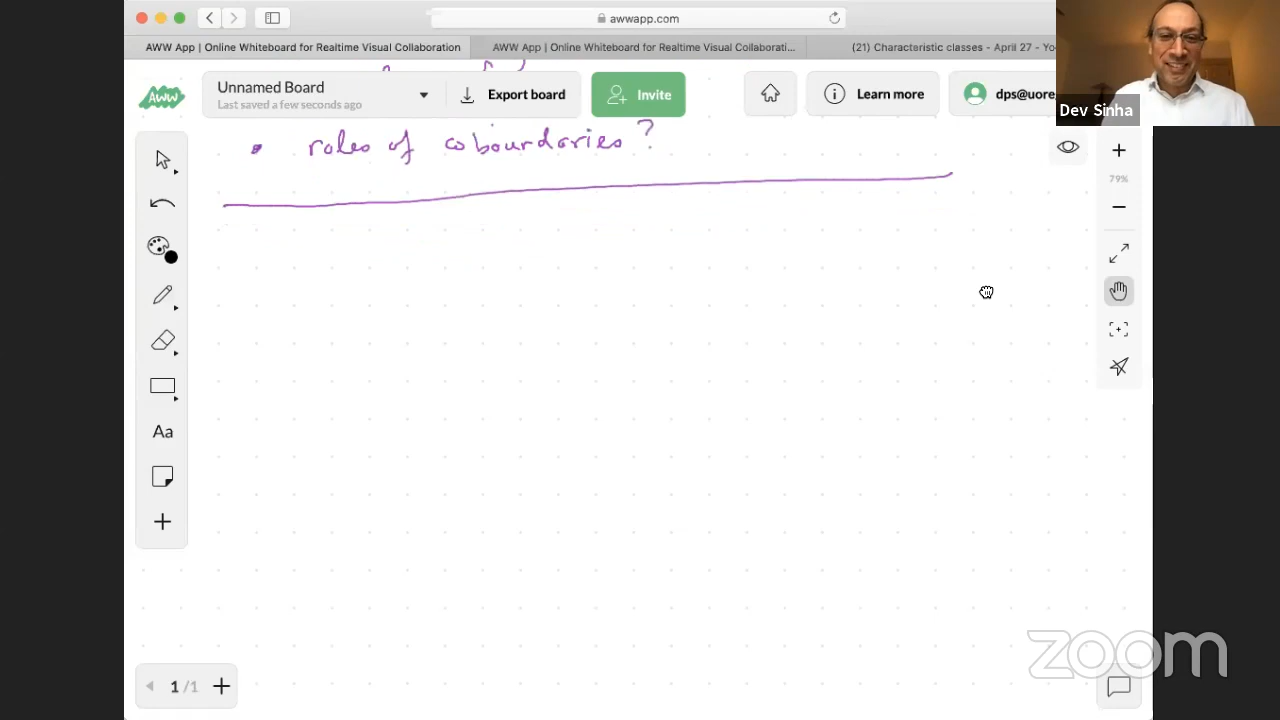 awwapp.com
AWW App | Online Whiteboard for Realtime Visual Collaboration
AWW App | Online Whiteboard for Realtime Visual Collaborati...
(21) Characteristic classes - April 27 - Yo
AWW
Unnamed Board
Last saved a few seconds ago
Export board
Invite
Learn more
dps@uore
Dev Sinha
• roles of coboundaries ?
79%
Aa
1 / 1
zoom